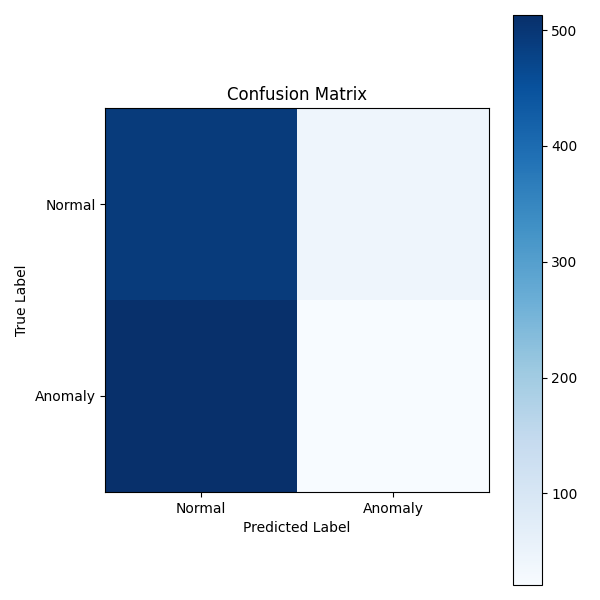 Confusion Matrix
True Label
Normal
Anomaly
Normal Anomaly
Predicted Label
500
400
300
200
100